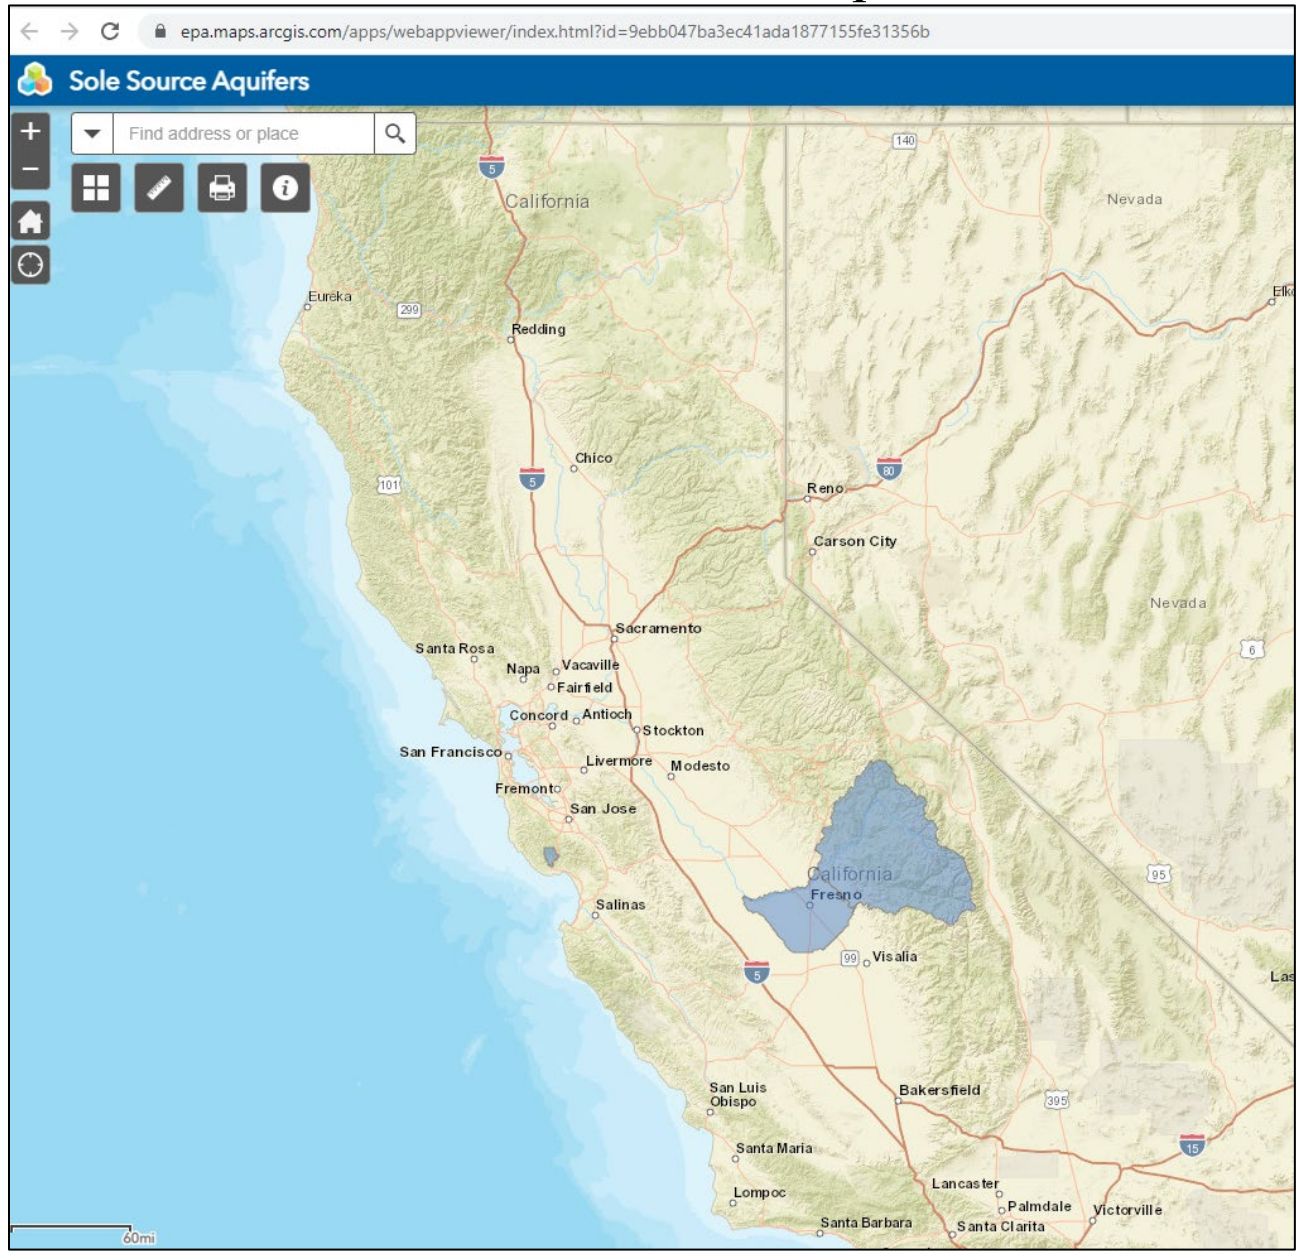 epa.maps.arcgis.com/apps/webappviewer/index.html?id=9ebb047ba3ec41ada1877155fe31356b
Sole Source Aquifers
Find address or place
140
5
California
Nevada
Eureka
299
Redding
Chico
5
101
80
Reno
Carson City
Nevada
Sacramento
6
Santa Rosa
Napa
Vacaville
Fairfield
Concord
Antioch
Stockton
San Francisco
Livermore
Modesto
Fremont
San Jose
California
95
Fresno
Salinas
99
Visalia
5
Las
San Luis
Obispo
Bakersfield
395
15
Santa Maria
Lancaster
Lompoc
Palmdale
Victorville
Santa Barbara
Santa Clarita
60mi